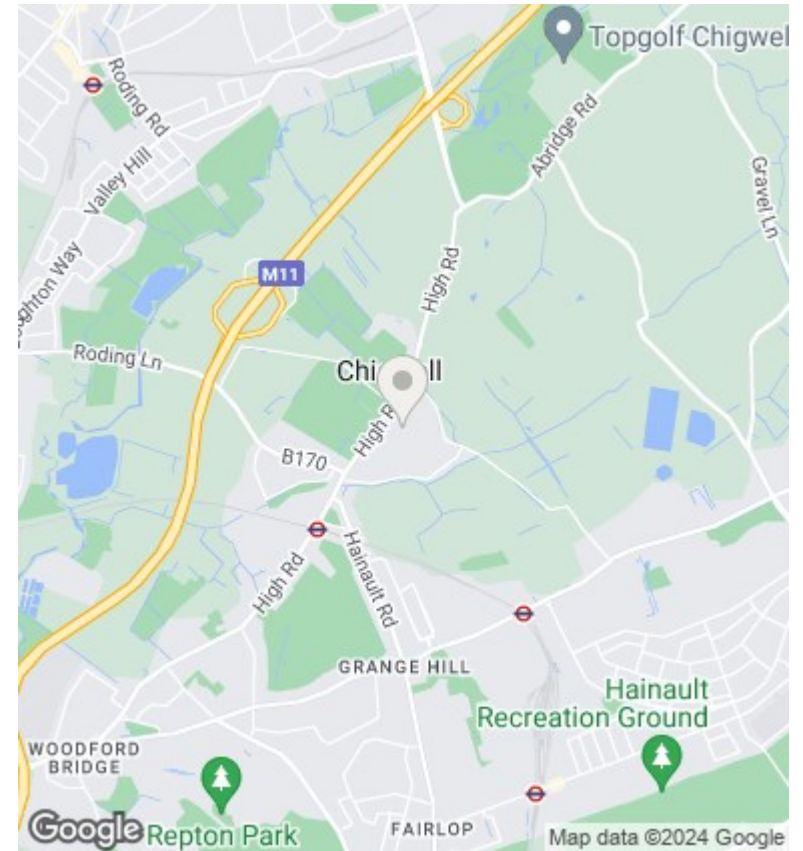 Topgolf Chigwel
Roding Rd
Abridge Rd
Valley Hill
Gravel Ln
ghton Way
M11
High Rd
Roding Ln
Chi ll
High R
B170
High Rd
Hainault Rd
GRANGE HILL
Hainault
Recreation Ground
WOODFORD
BRIDGE
Google
Repton Park
FAIRLOP
Map data ©2024 Google